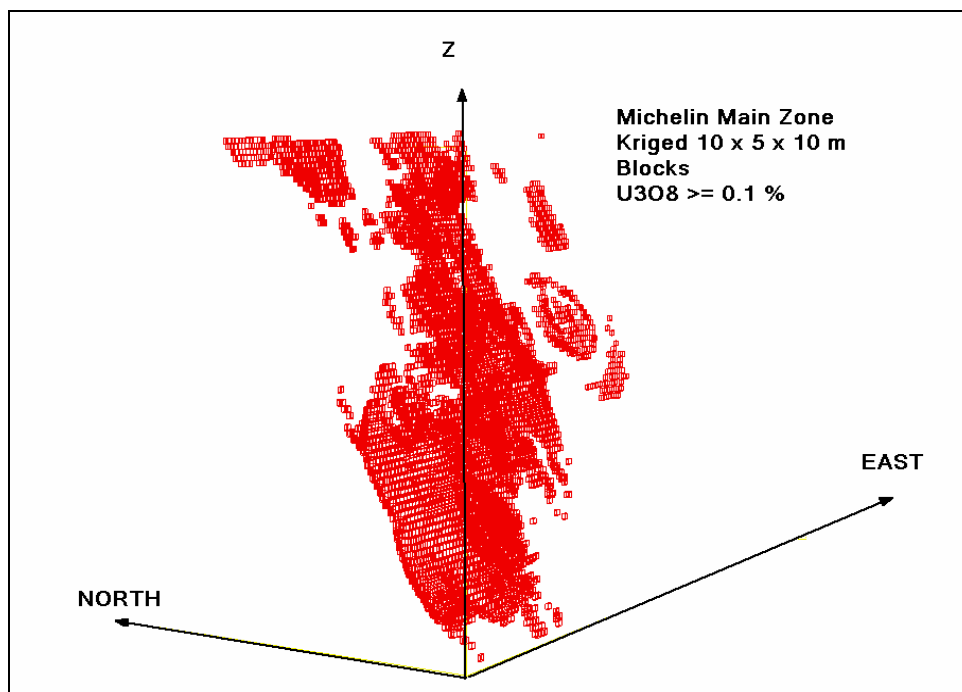 Z
Michelin Main Zone
Kriged 10 x 5 x 10 m
Blocks
U3O8 >= 0.1 %
EAST
NORTH